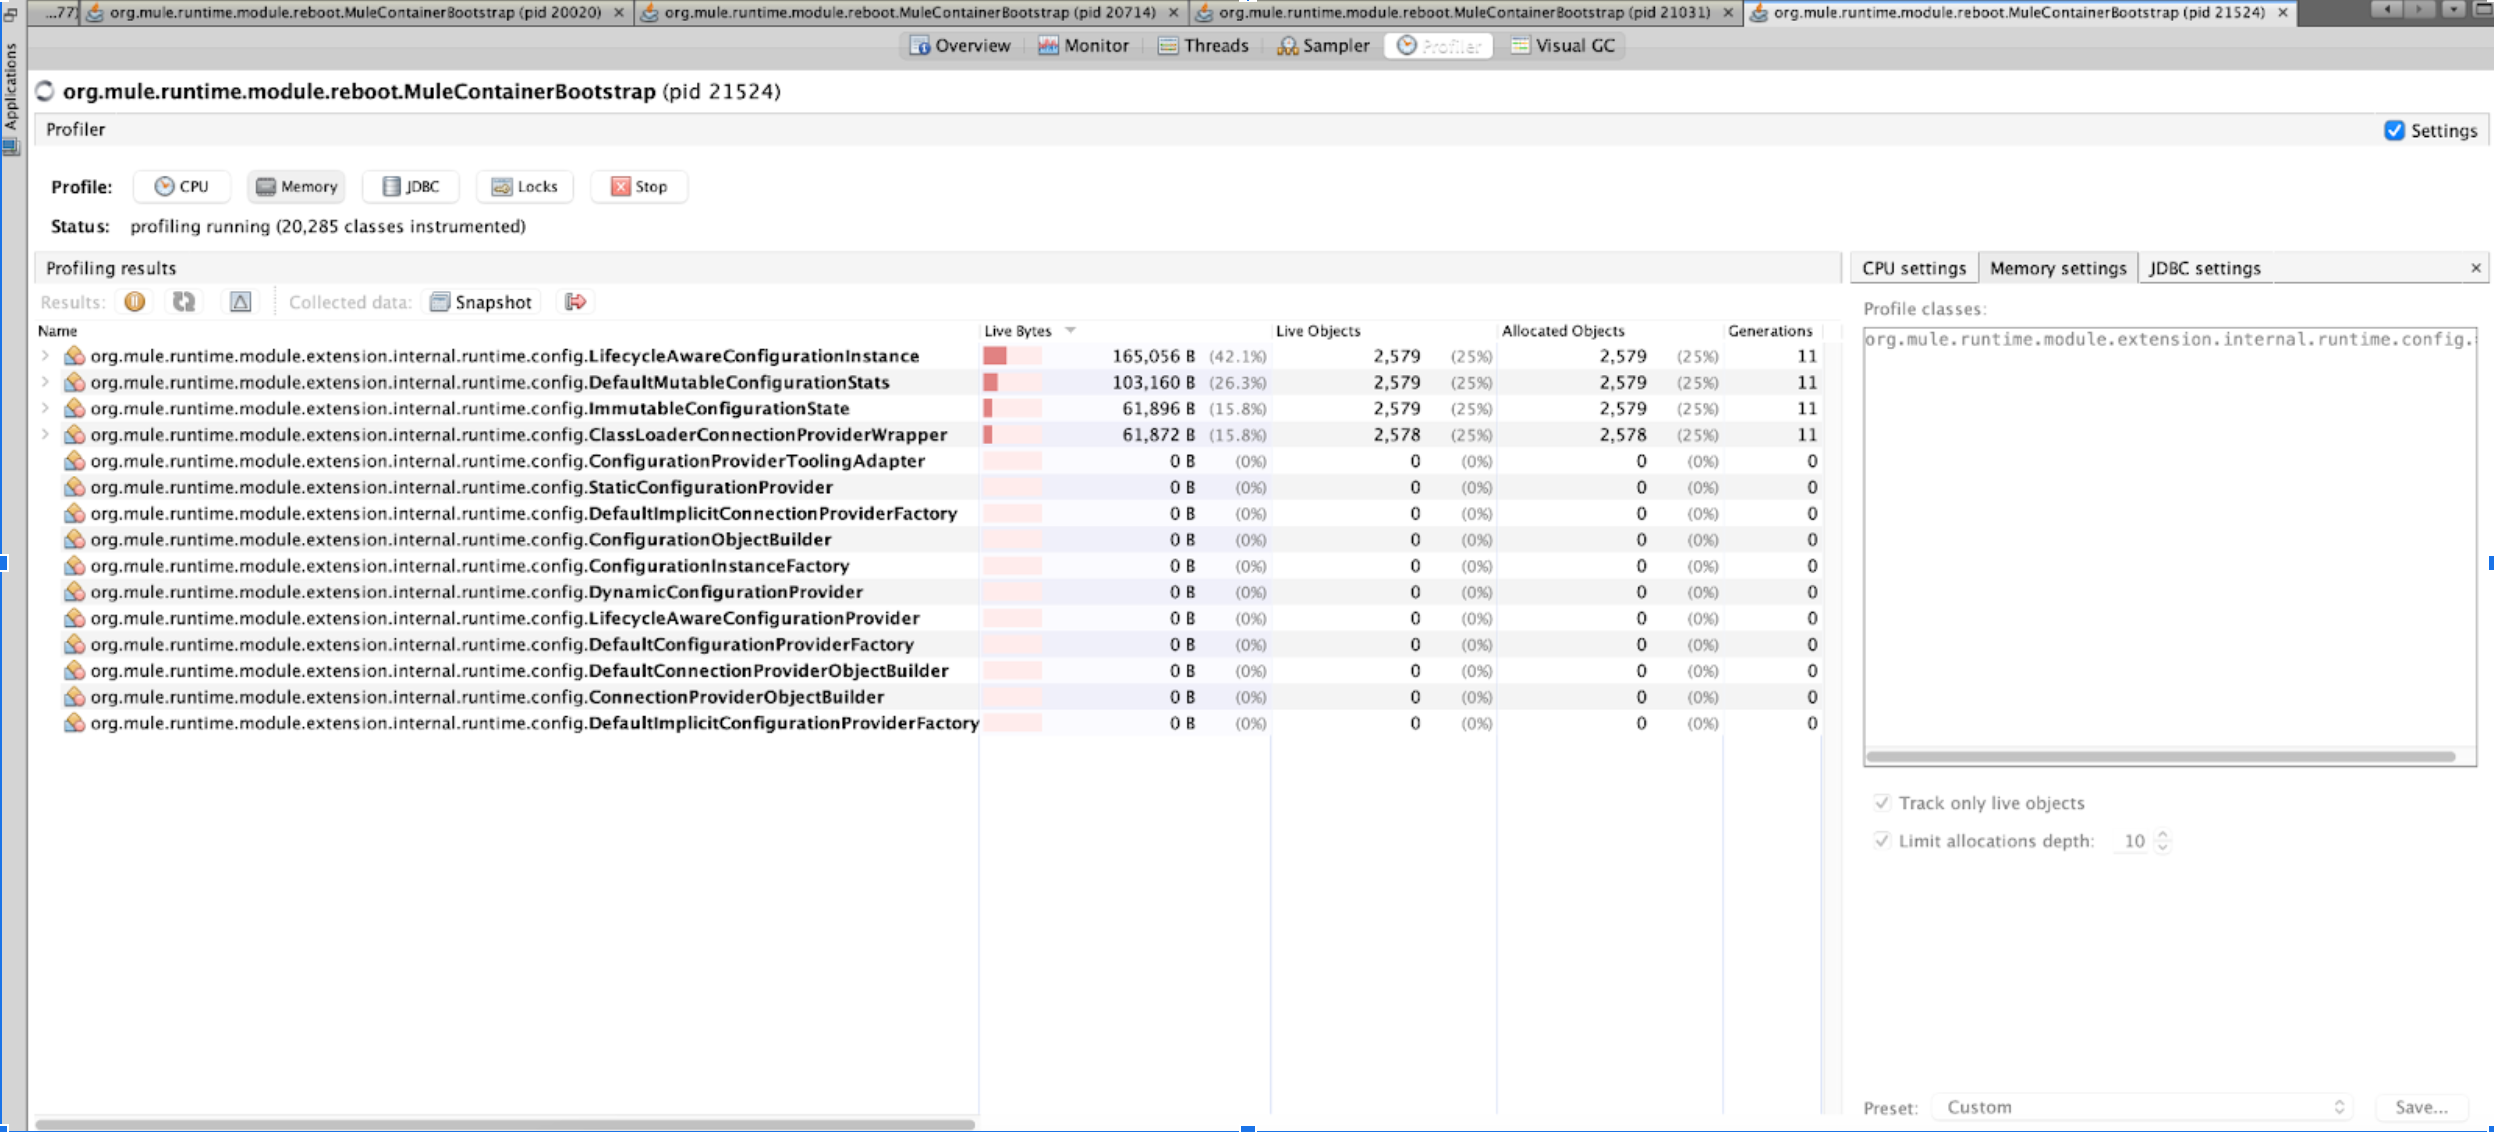 ...77) org.mule.runtime.module.reboot.MuleContainerBootstrap (pid 20020) org.mule.runtime.module.reboot.MuleContainerBootstrap (pid 20714) org.mule.runtime.module.reboot.MuleContainerBootstrap (pid 21031) org.mule.runtime.module.reboot.MuleContainerBootstrap (pid 21524)
Applications
Overview Monitor Threads Sampler Profiler Visual GC
org.mule.runtime.module.reboot.MuleContainerBootstrap (pid 21524)
Profiler Settings
Profile: CPU Memory JDBC Locks Stop
Status: profiling running (20,285 classes instrumented)
Profiling results
Results: Collected data: Snapshot
Name Live Bytes Live Objects Allocated Objects Generations
org.mule.runtime.module.extension.internal.runtime.config.LifecycleAwareConfigurationInstance 165,056 B (42.1%) 2,579 (25%) 2,579 (25%) 11
org.mule.runtime.module.extension.internal.runtime.config.DefaultMutableConfigurationStats 103,160 B (26.3%) 2,579 (25%) 2,579 (25%) 11
org.mule.runtime.module.extension.internal.runtime.config.ImmutableConfigurationState 61,896 B (15.8%) 2,579 (25%) 2,579 (25%) 11
org.mule.runtime.module.extension.internal.runtime.config.ClassLoaderConnectionProviderWrapper 61,872 B (15.8%) 2,578 (25%) 2,578 (25%) 11
org.mule.runtime.module.extension.internal.runtime.config.ConfigurationProviderToolingAdapter 0 B (0%) 0 (0%) 0 (0%) 0
org.mule.runtime.module.extension.internal.runtime.config.StaticConfigurationProvider 0 B (0%) 0 (0%) 0 (0%) 0
org.mule.runtime.module.extension.internal.runtime.config.DefaultImplicitConnectionProviderFactory 0 B (0%) 0 (0%) 0 (0%) 0
org.mule.runtime.module.extension.internal.runtime.config.ConfigurationObjectBuilder 0 B (0%) 0 (0%) 0 (0%) 0
org.mule.runtime.module.extension.internal.runtime.config.ConfigurationInstanceFactory 0 B (0%) 0 (0%) 0 (0%) 0
org.mule.runtime.module.extension.internal.runtime.config.DynamicConfigurationProvider 0 B (0%) 0 (0%) 0 (0%) 0
org.mule.runtime.module.extension.internal.runtime.config.LifecycleAwareConfigurationProvider 0 B (0%) 0 (0%) 0 (0%) 0
org.mule.runtime.module.extension.internal.runtime.config.DefaultConfigurationProviderFactory 0 B (0%) 0 (0%) 0 (0%) 0
org.mule.runtime.module.extension.internal.runtime.config.DefaultConnectionProviderObjectBuilder 0 B (0%) 0 (0%) 0 (0%) 0
org.mule.runtime.module.extension.internal.runtime.config.ConnectionProviderObjectBuilder 0 B (0%) 0 (0%) 0 (0%) 0
org.mule.runtime.module.extension.internal.runtime.config.DefaultImplicitConfigurationProviderFactory 0 B (0%) 0 (0%) 0 (0%) 0
CPU settings Memory settings JDBC settings
Profile classes:
org.mule.runtime.module.extension.internal.runtime.config.
Track only live objects
Limit allocations depth: 10
Preset: Custom Save...